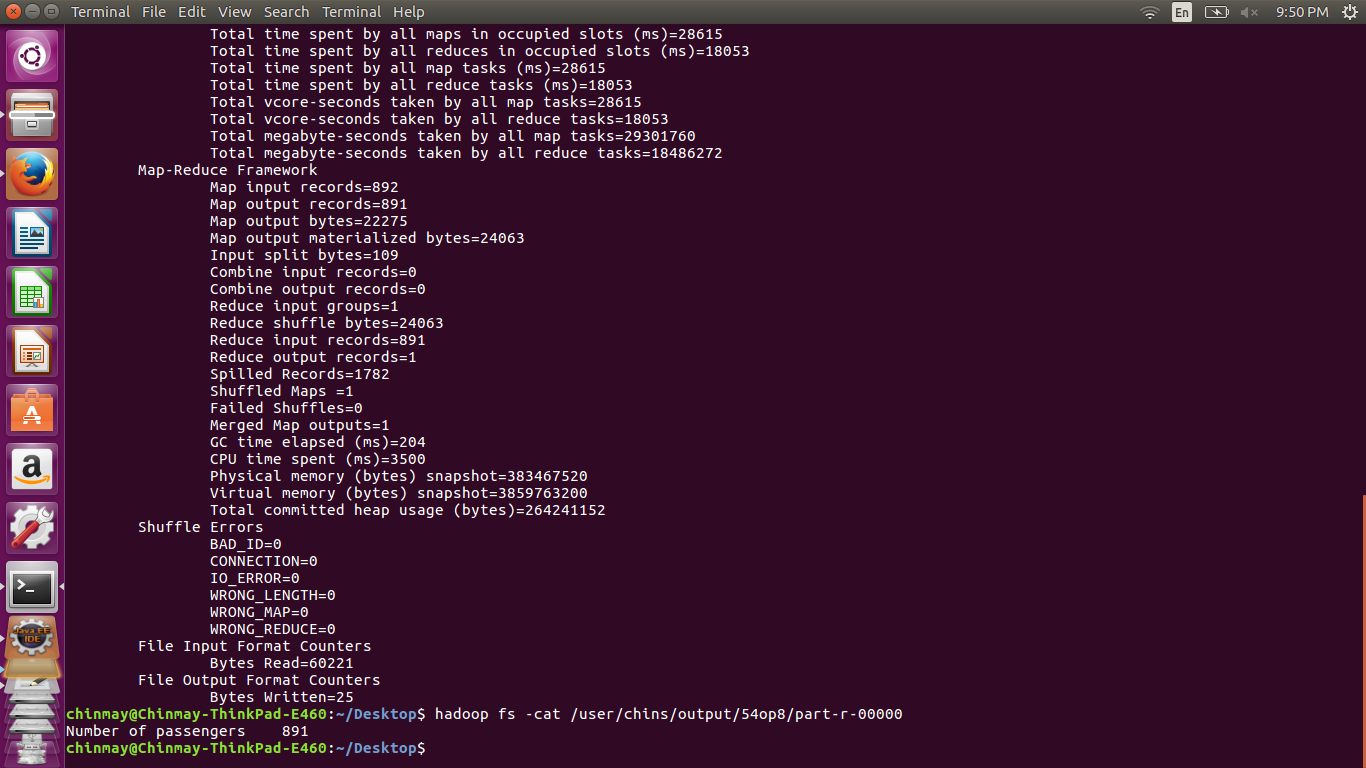 Terminal File Edit View Search Terminal Help En 9:50 PM
Total time spent by all maps in occupied slots (ms)=28615
Total time spent by all reduces in occupied slots (ms)=18053
Total time spent by all map tasks (ms)=28615
Total time spent by all reduce tasks (ms)=18053
Total vcore-seconds taken by all map tasks=28615
Total vcore-seconds taken by all reduce tasks=18053
Total megabyte-seconds taken by all map tasks=29301760
Total megabyte-seconds taken by all reduce tasks=18486272
Map-Reduce Framework
Map input records=892
Map output records=891
Map output bytes=22275
Map output materialized bytes=24063
Input split bytes=109
Combine input records=0
Combine output records=0
Reduce input groups=1
Reduce shuffle bytes=24063
Reduce input records=891
Reduce output records=1
Spilled Records=1782
Shuffled Maps =1
Failed Shuffles=0
Merged Map outputs=1
GC time elapsed (ms)=204
CPU time spent (ms)=3500
Physical memory (bytes) snapshot=383467520
Virtual memory (bytes) snapshot=3859763200
Total committed heap usage (bytes)=264241152
Shuffle Errors
BAD_ID=0
CONNECTION=0
IO_ERROR=0
WRONG_LENGTH=0
WRONG_MAP=0
WRONG_REDUCE=0
File Input Format Counters
Bytes Read=60221
File Output Format Counters
Bytes Written=25
chinmay@Chinmay-ThinkPad-E460:~/Desktop$ hadoop fs -cat /user/chins/output/54op8/part-r-00000
Number of passengers    891
chinmay@Chinmay-ThinkPad-E460:~/Desktop$
A
a
>_
Java EE
IDE